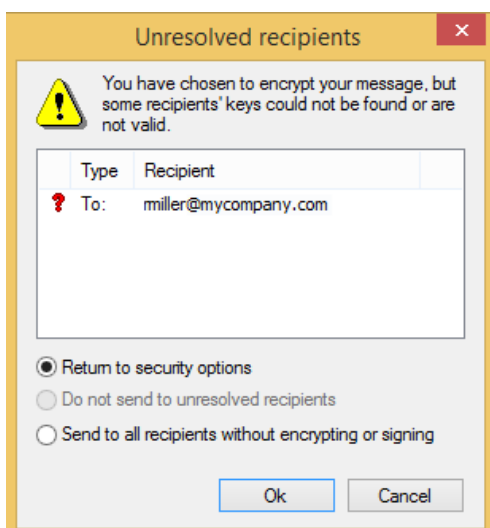 Unresolved recipients
You have chosen to encrypt your message, but
some recipients' keys could not be found or are
not valid.
Type Recipient
To: rmiller@mycompany.com
Return to security options
Do not send to unresolved recipients
Send to all recipients without encrypting or signing
Ok Cancel